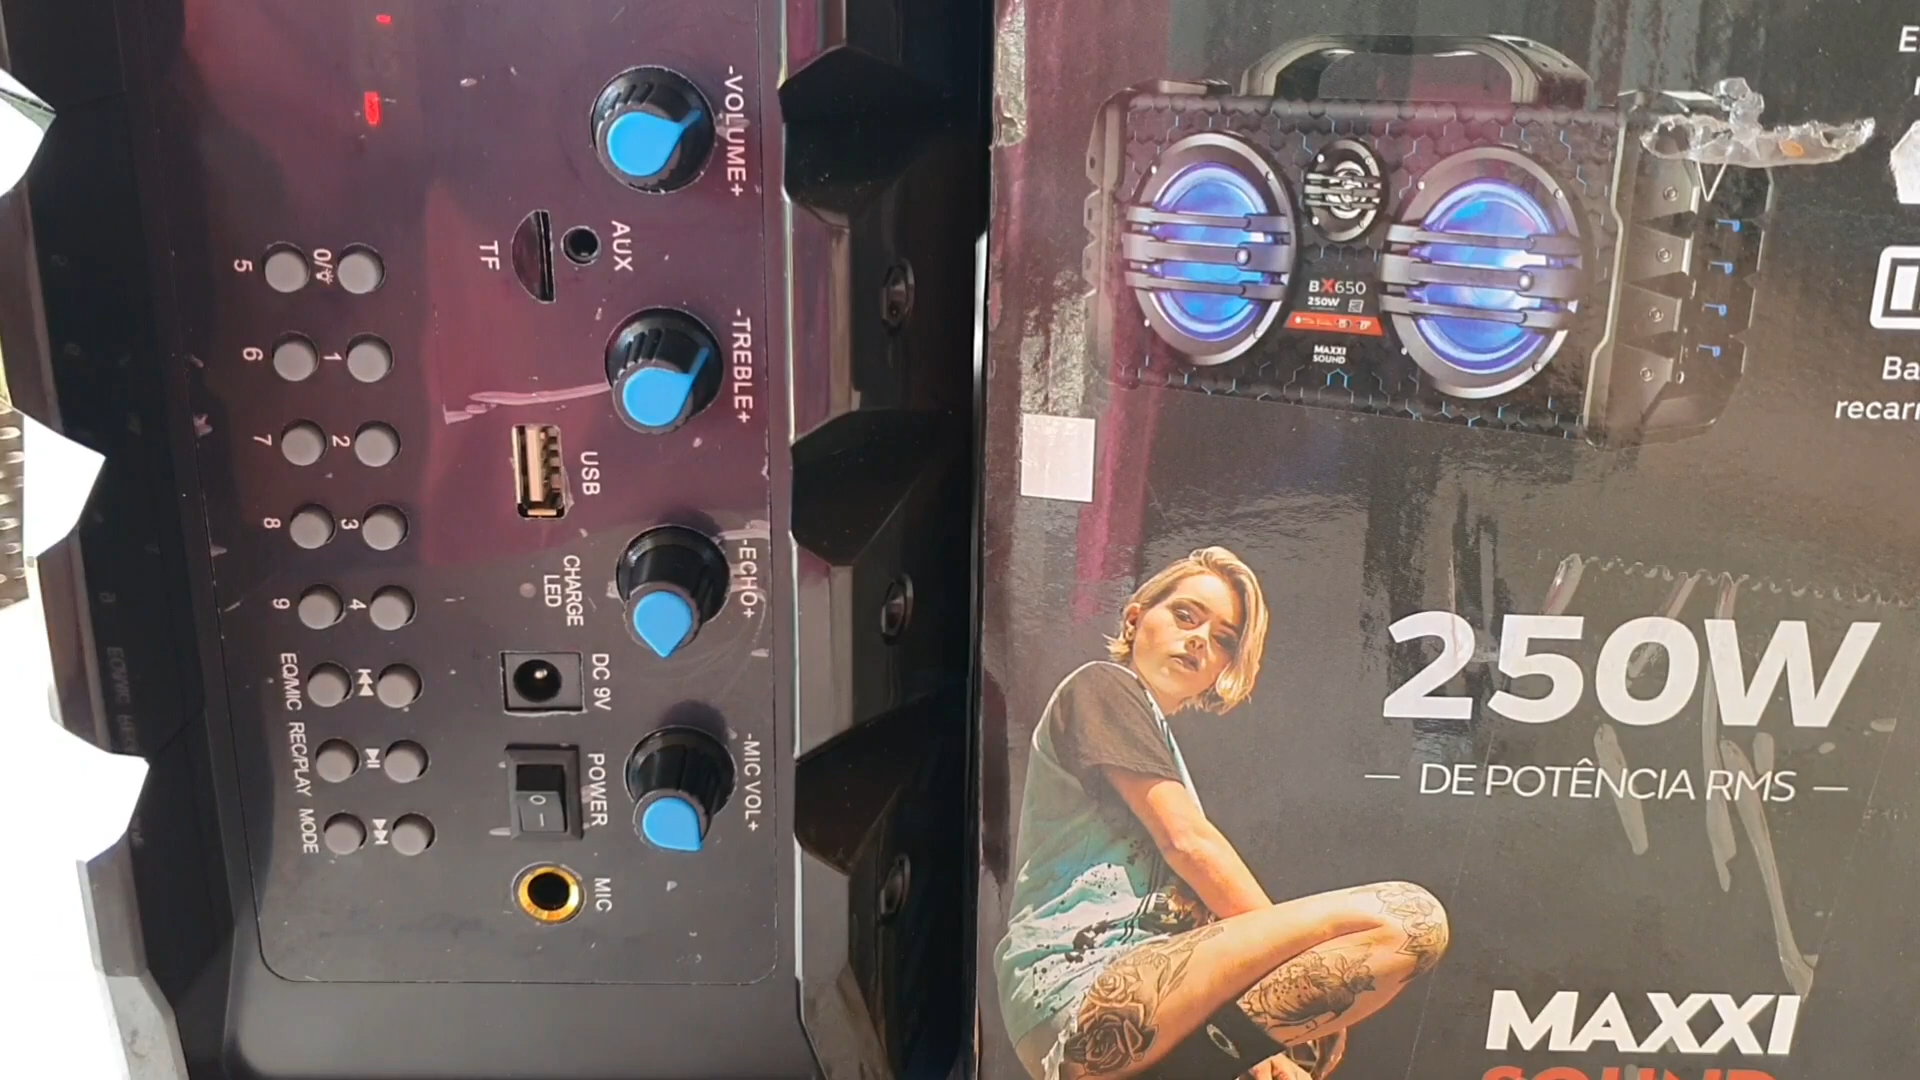 -VOLUME+
AUX
TF
-TREBLE+
USB
-ECHO+
CHARGE
LED
DC 9V
POWER
-MIC VOL+
MIC
0/
1
2
3
4
5
6
7
8
9
EQ/MIC
REC/PLAY
MODE
BX650
250W
MAXXI
SOUND
Ba
recarr
250W
DE POTÊNCIA RMS
MAXXI
SOUND